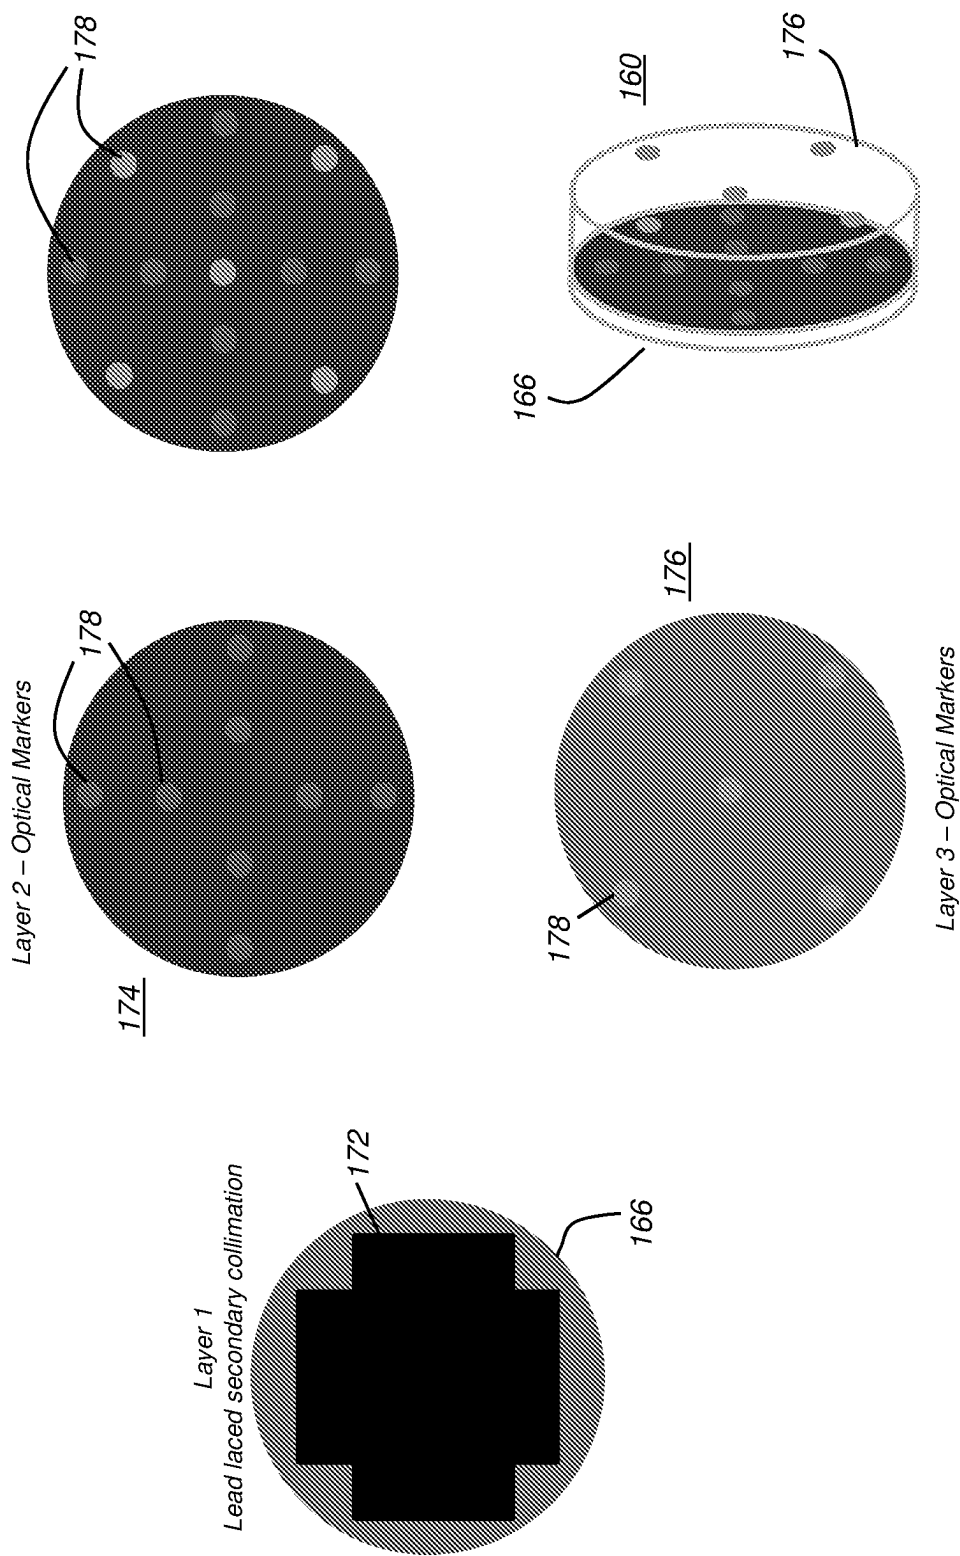 Layer 1
Lead laced secondary collimation
172
166
Layer 2 – Optical Markers
174
178
178
176
Layer 3 – Optical Markers
178
160
166
176